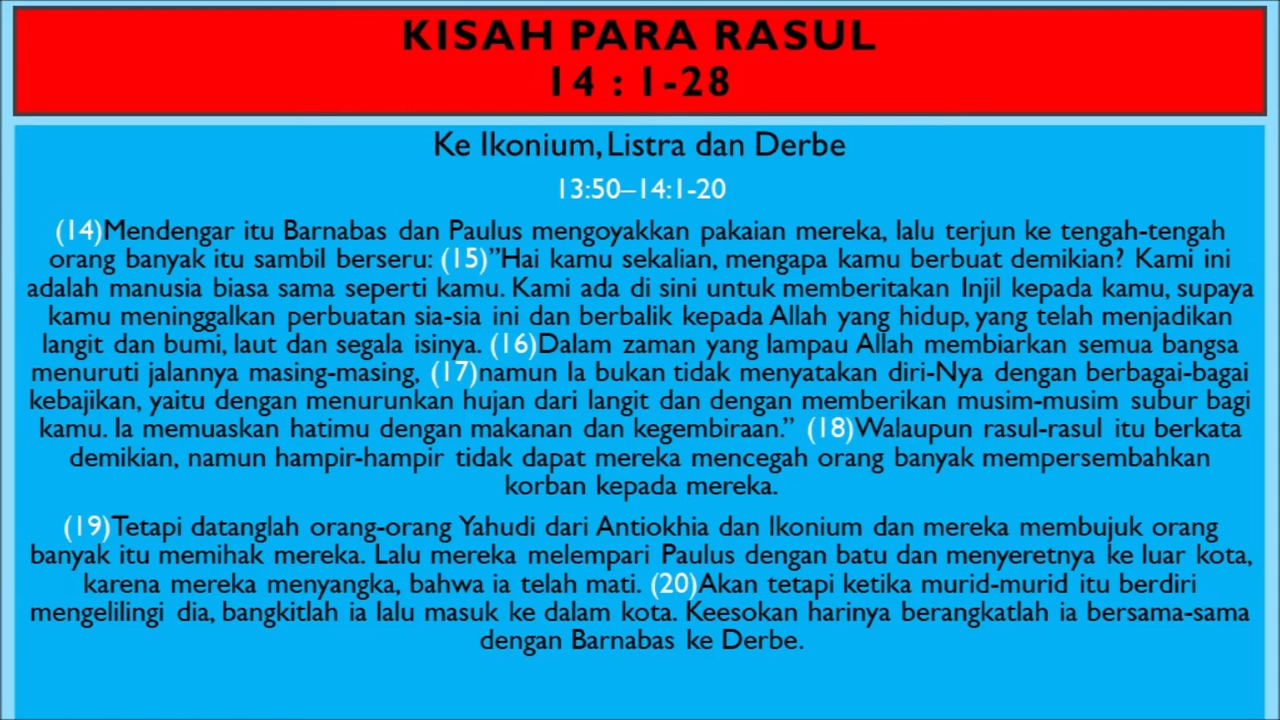 KISAH PARA RASUL
14 : 1-28
Ke Ikonium, Listra dan Derbe
13:50–14:1-20
(14)Mendengar itu Barnabas dan Paulus mengoyakkan pakaian mereka, lalu terjun ke tengah-tengah
orang banyak itu sambil berseru: (15)”Hai kamu sekalian, mengapa kamu berbuat demikian? Kami ini
adalah manusia biasa sama seperti kamu. Kami ada di sini untuk memberitakan Injil kepada kamu, supaya
kamu meninggalkan perbuatan sia-sia ini dan berbalik kepada Allah yang hidup, yang telah menjadikan
langit dan bumi, laut dan segala isinya. (16)Dalam zaman yang lampau Allah membiarkan semua bangsa
menuruti jalannya masing-masing, (17)namun Ia bukan tidak menyatakan diri-Nya dengan berbagai-bagai
kebajikan, yaitu dengan menurunkan hujan dari langit dan dengan memberikan musim-musim subur bagi
kamu. Ia memuaskan hatimu dengan makanan dan kegembiraan.” (18)Walaupun rasul-rasul itu berkata
demikian, namun hampir-hampir tidak dapat mereka mencegah orang banyak mempersembahkan
korban kepada mereka.
(19)Tetapi datanglah orang-orang Yahudi dari Antiokhia dan Ikonium dan mereka membujuk orang
banyak itu memihak mereka. Lalu mereka melempari Paulus dengan batu dan menyeretnya ke luar kota,
karena mereka menyangka, bahwa ia telah mati. (20)Akan tetapi ketika murid-murid itu berdiri
mengelilingi dia, bangkitlah ia lalu masuk ke dalam kota. Keesokan harinya berangkatlah ia bersama-sama
dengan Barnabas ke Derbe.